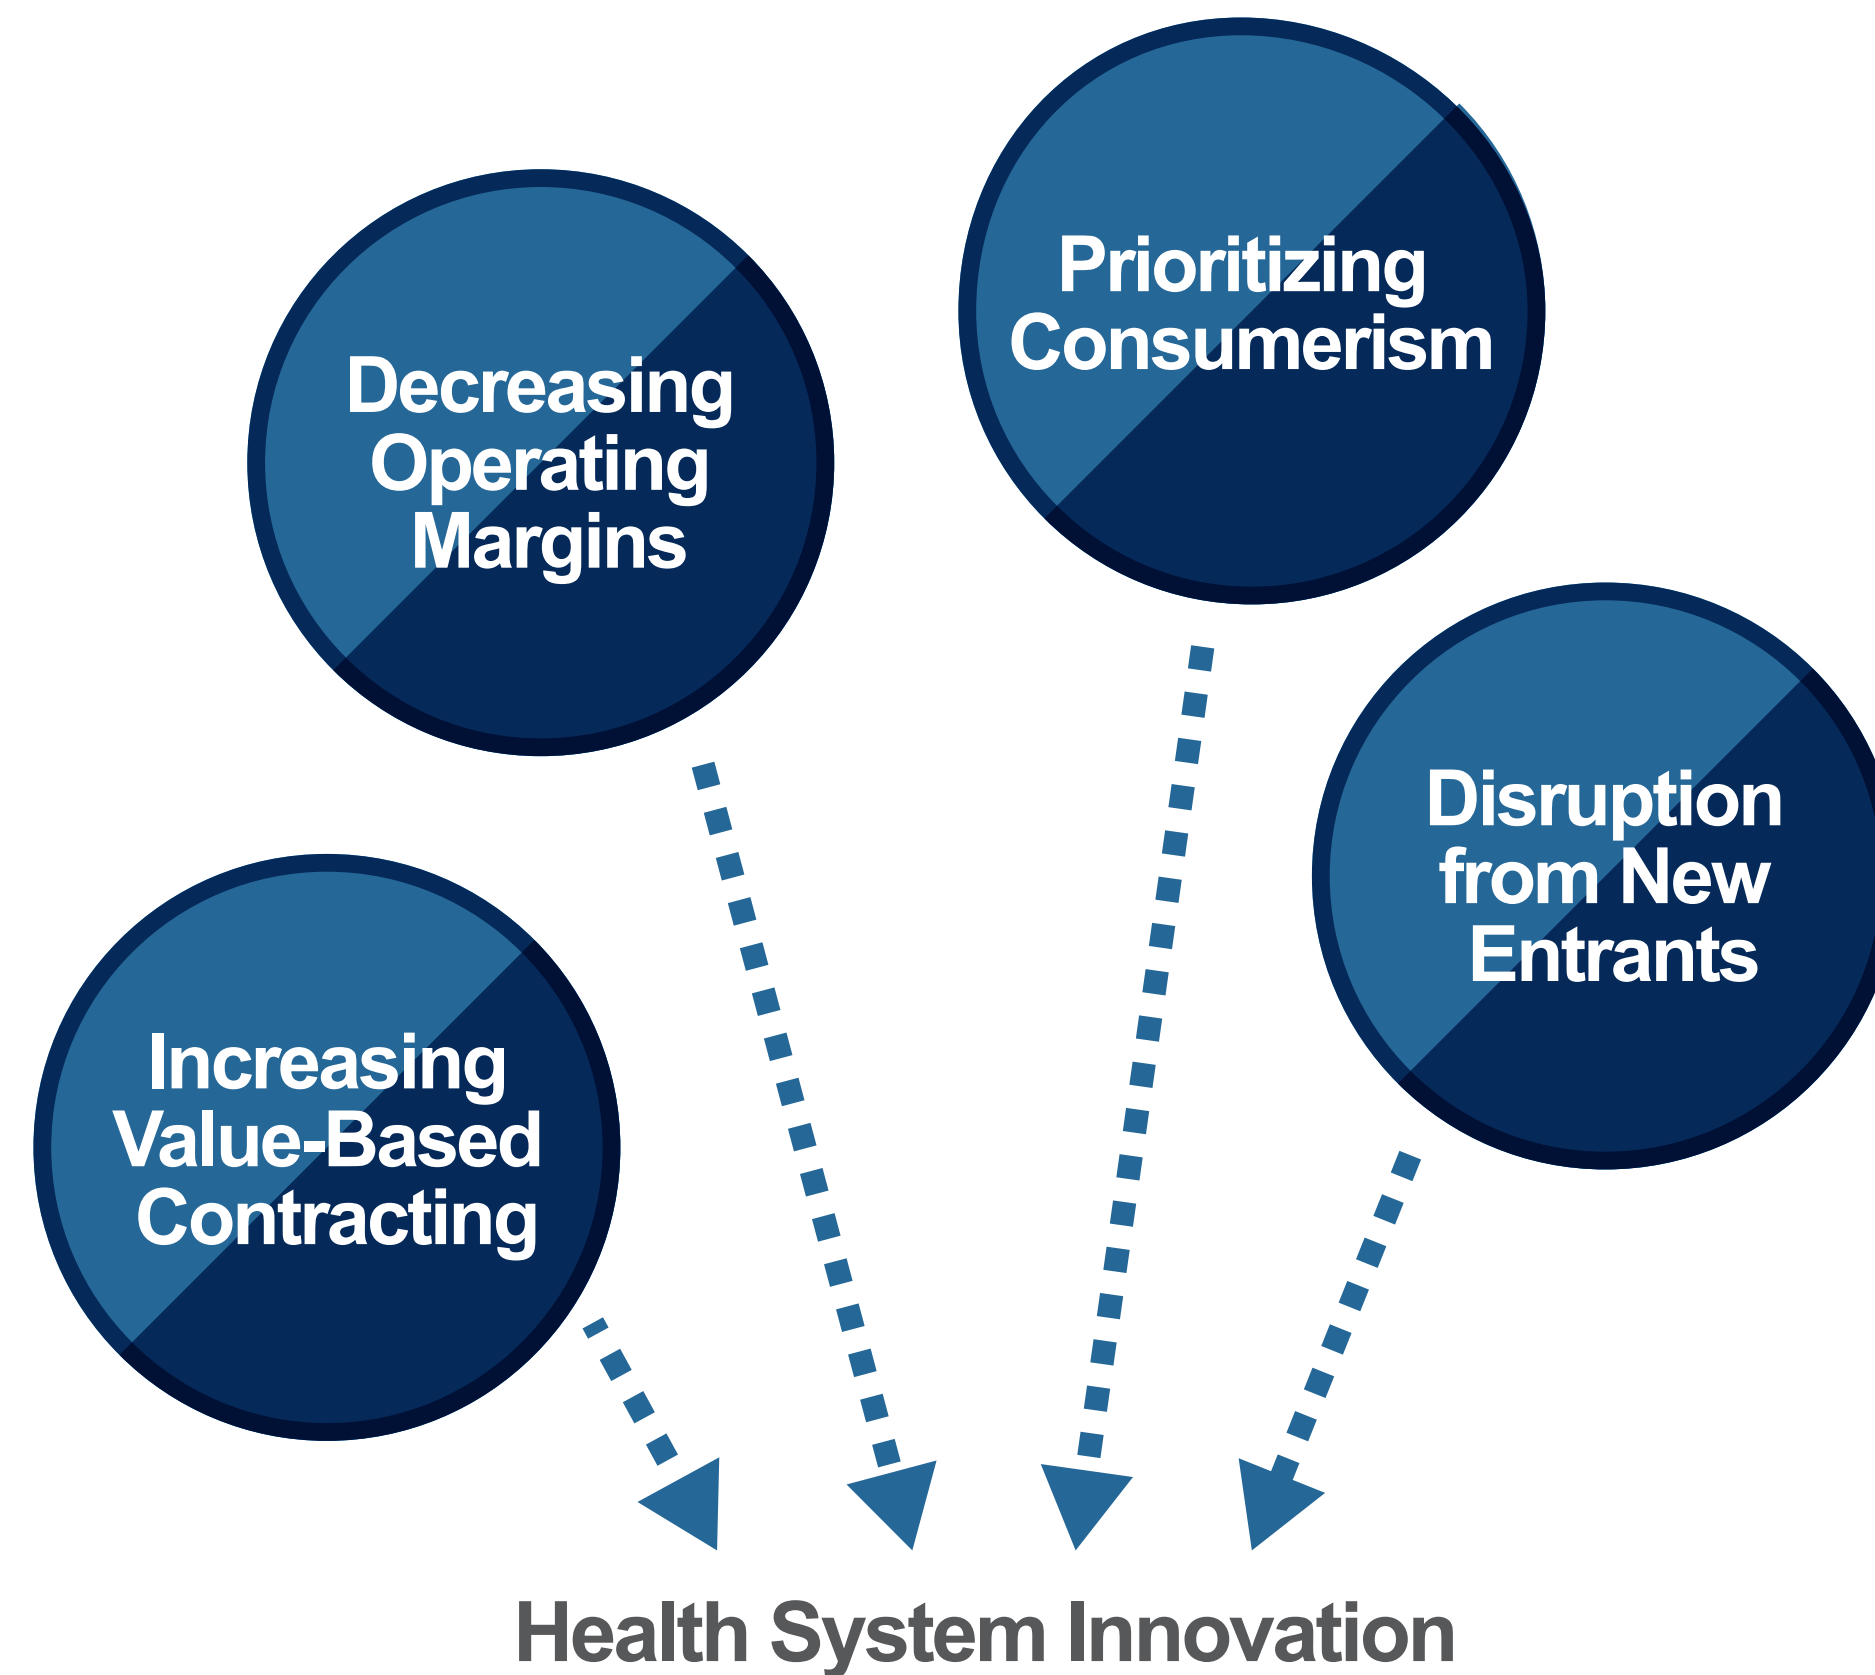 Prioritizing
Consumerism
Decreasing
Operating
Margins
Disruption
from New
Entrants
Increasing
Value-Based
Contracting
Health System Innovation